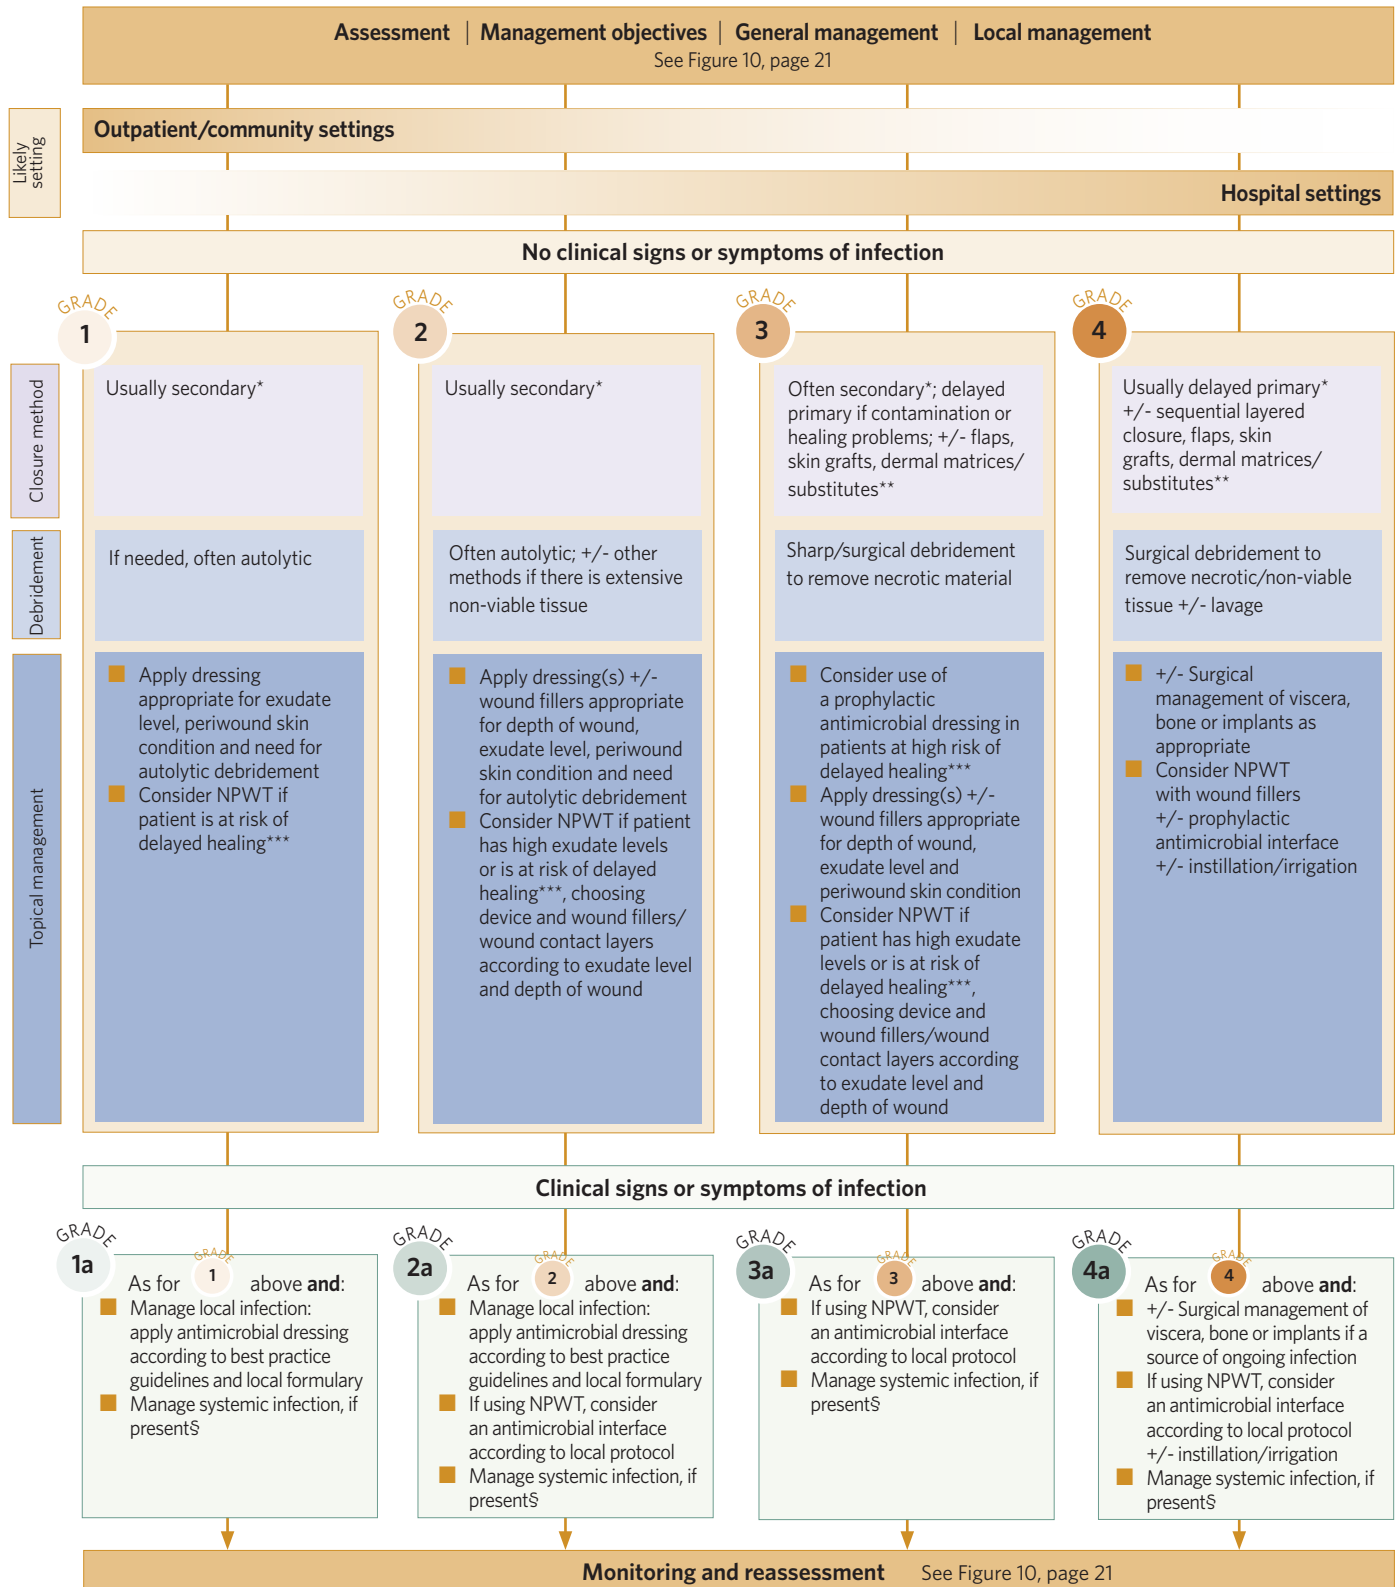 Assessment | Management objectives | General management | Local management
See Figure 10, page 21
Likely setting
Outpatient/community settings
Hospital settings
No clinical signs or symptoms of infection
GRADE
1
GRADE
2
GRADE
3
GRADE
4
Closure method
Usually secondary*
Usually secondary*
Often secondary*; delayed
primary if contamination or
healing problems; +/- flaps,
skin grafts, dermal matrices/
substitutes**
Usually delayed primary*
+/- sequential layered
closure, flaps, skin
grafts, dermal matrices/
substitutes**
Debridement
If needed, often autolytic
Often autolytic; +/- other
methods if there is extensive
non-viable tissue
Sharp/surgical debridement
to remove necrotic material
Surgical debridement to
remove necrotic/non-viable
tissue +/- lavage
Topical management
Apply dressing
appropriate for exudate
level, periwound skin
condition and need for
autolytic debridement
Consider NPWT if
patient is at risk of
delayed healing***
Apply dressing(s) +/-
wound fillers appropriate
for depth of wound,
exudate level, periwound
skin condition and need
for autolytic debridement
Consider NPWT if patient
has high exudate levels
or is at risk of delayed
healing***, choosing
device and wound fillers/
wound contact layers
according to exudate level
and depth of wound
Consider use of
a prophylactic
antimicrobial dressing in
patients at high risk of
delayed healing***
Apply dressing(s) +/-
wound fillers appropriate
for depth of wound,
exudate level and
periwound skin condition
Consider NPWT if
patient has high exudate
levels or is at risk of
delayed healing***,
choosing device and
wound fillers/wound
contact layers according
to exudate level and
depth of wound
+/- Surgical
management of viscera,
bone or implants as
appropriate
Consider NPWT
with wound fillers
+/- prophylactic
antimicrobial interface
+/- instillation/irrigation
Clinical signs or symptoms of infection
GRADE
1a
As for GRADE 1 above and:
Manage local infection:
apply antimicrobial dressing
according to best practice
guidelines and local formulary
Manage systemic infection, if
present§
GRADE
2a
As for GRADE 2 above and:
Manage local infection:
apply antimicrobial dressing
according to best practice
guidelines and local formulary
If using NPWT, consider
an antimicrobial interface
according to local protocol
Manage systemic infection, if
present§
GRADE
3a
As for GRADE 3 above and:
If using NPWT, consider
an antimicrobial interface
according to local protocol
Manage systemic infection, if
present§
GRADE
4a
As for GRADE 4 above and:
+/- Surgical management of
viscera, bone or implants if a
source of ongoing infection
If using NPWT, consider
an antimicrobial interface
according to local protocol
+/- instillation/irrigation
Manage systemic infection, if
present§
Monitoring and reassessment See Figure 10, page 21